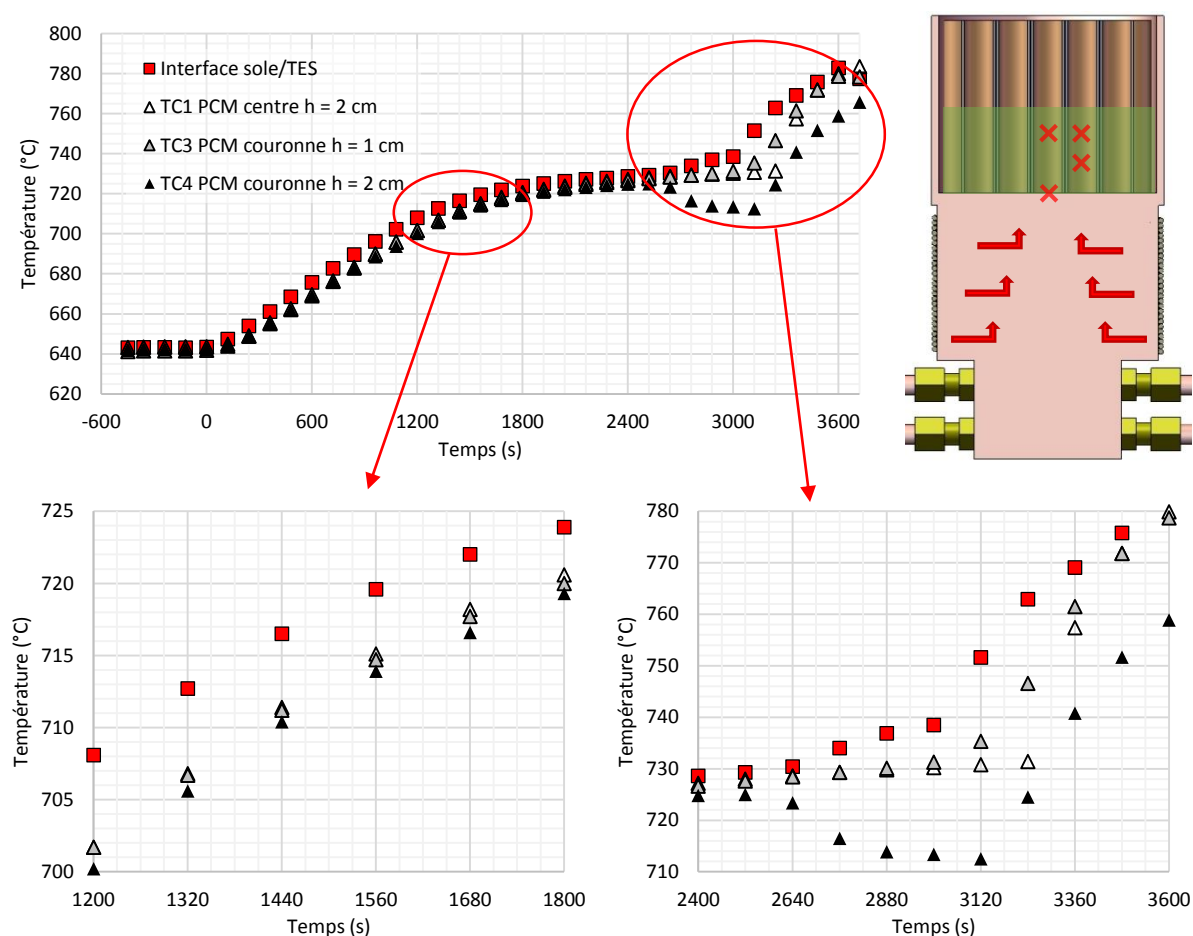 800
780
760
740
720
700
680
660
640
620
Température (°C)
Interface sole/TES
TC1 PCM centre h = 2 cm
TC3 PCM couronne h = 1 cm
TC4 PCM couronne h = 2 cm
-600 0 600 1200 1800 2400 3000 3600
Temps (s)
725
720
715
710
705
700
Température (°C)
1200 1320 1440 1560 1680 1800
Temps (s)
780
770
760
750
740
730
720
710
Température (°C)
2400 2640 2880 3120 3360 3600
Temps (s)